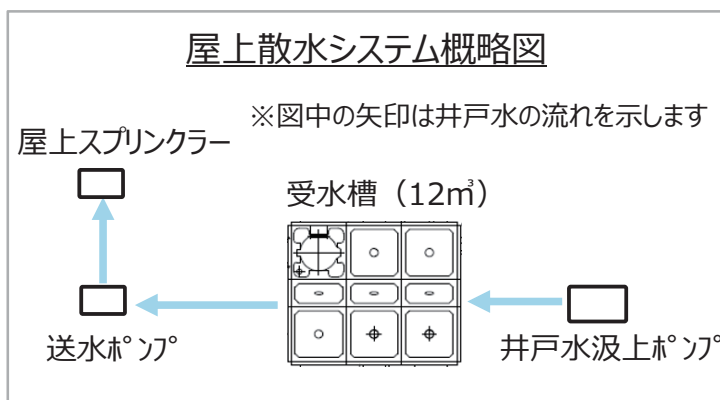 屋上散水システム概略図
※図中の矢印は井戸水の流れを示します
屋上スプリンクラー
受水槽（12㎥）
送水ﾎﾟﾝﾌﾟ
井戸水汲上ﾎﾟﾝﾌﾟ